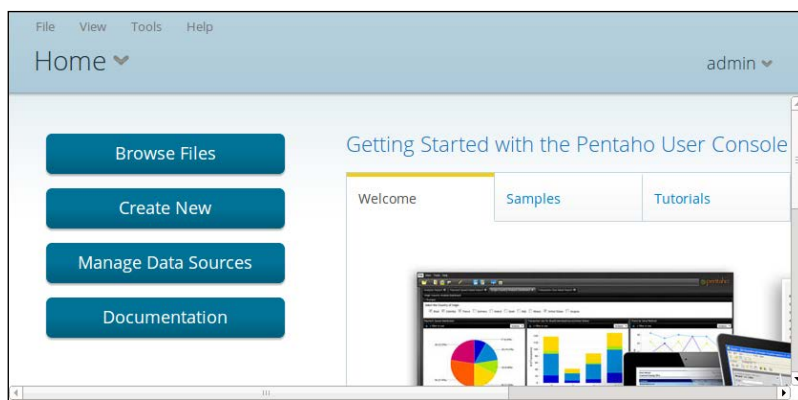 File View Tools Help
Home
admin
Browse Files
Create New
Manage Data Sources
Documentation
Getting Started with the Pentaho User Console
Welcome Samples Tutorials
pentaho